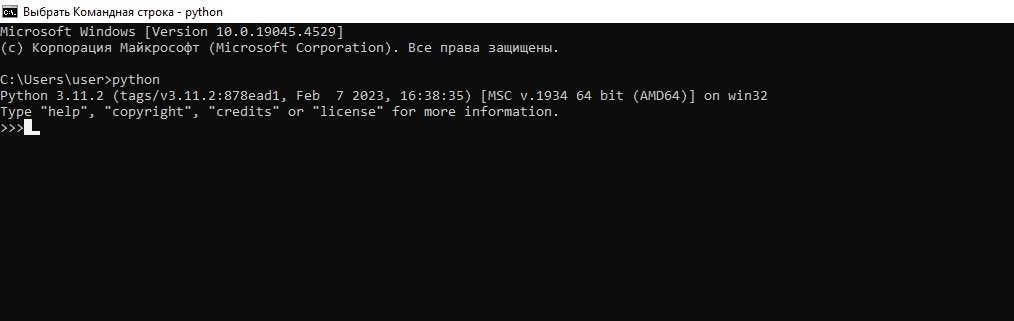 Выбрать Командная строка - python
Microsoft Windows [Version 10.0.19045.4529]
(c) Корпорация Майкрософт (Microsoft Corporation). Все права защищены.
C:\Users\user>python
Python 3.11.2 (tags/v3.11.2:878ead1, Feb  7 2023, 16:38:35) [MSC v.1934 64 bit (AMD64)] on win32
Type "help", "copyright", "credits" or "license" for more information.
>>>